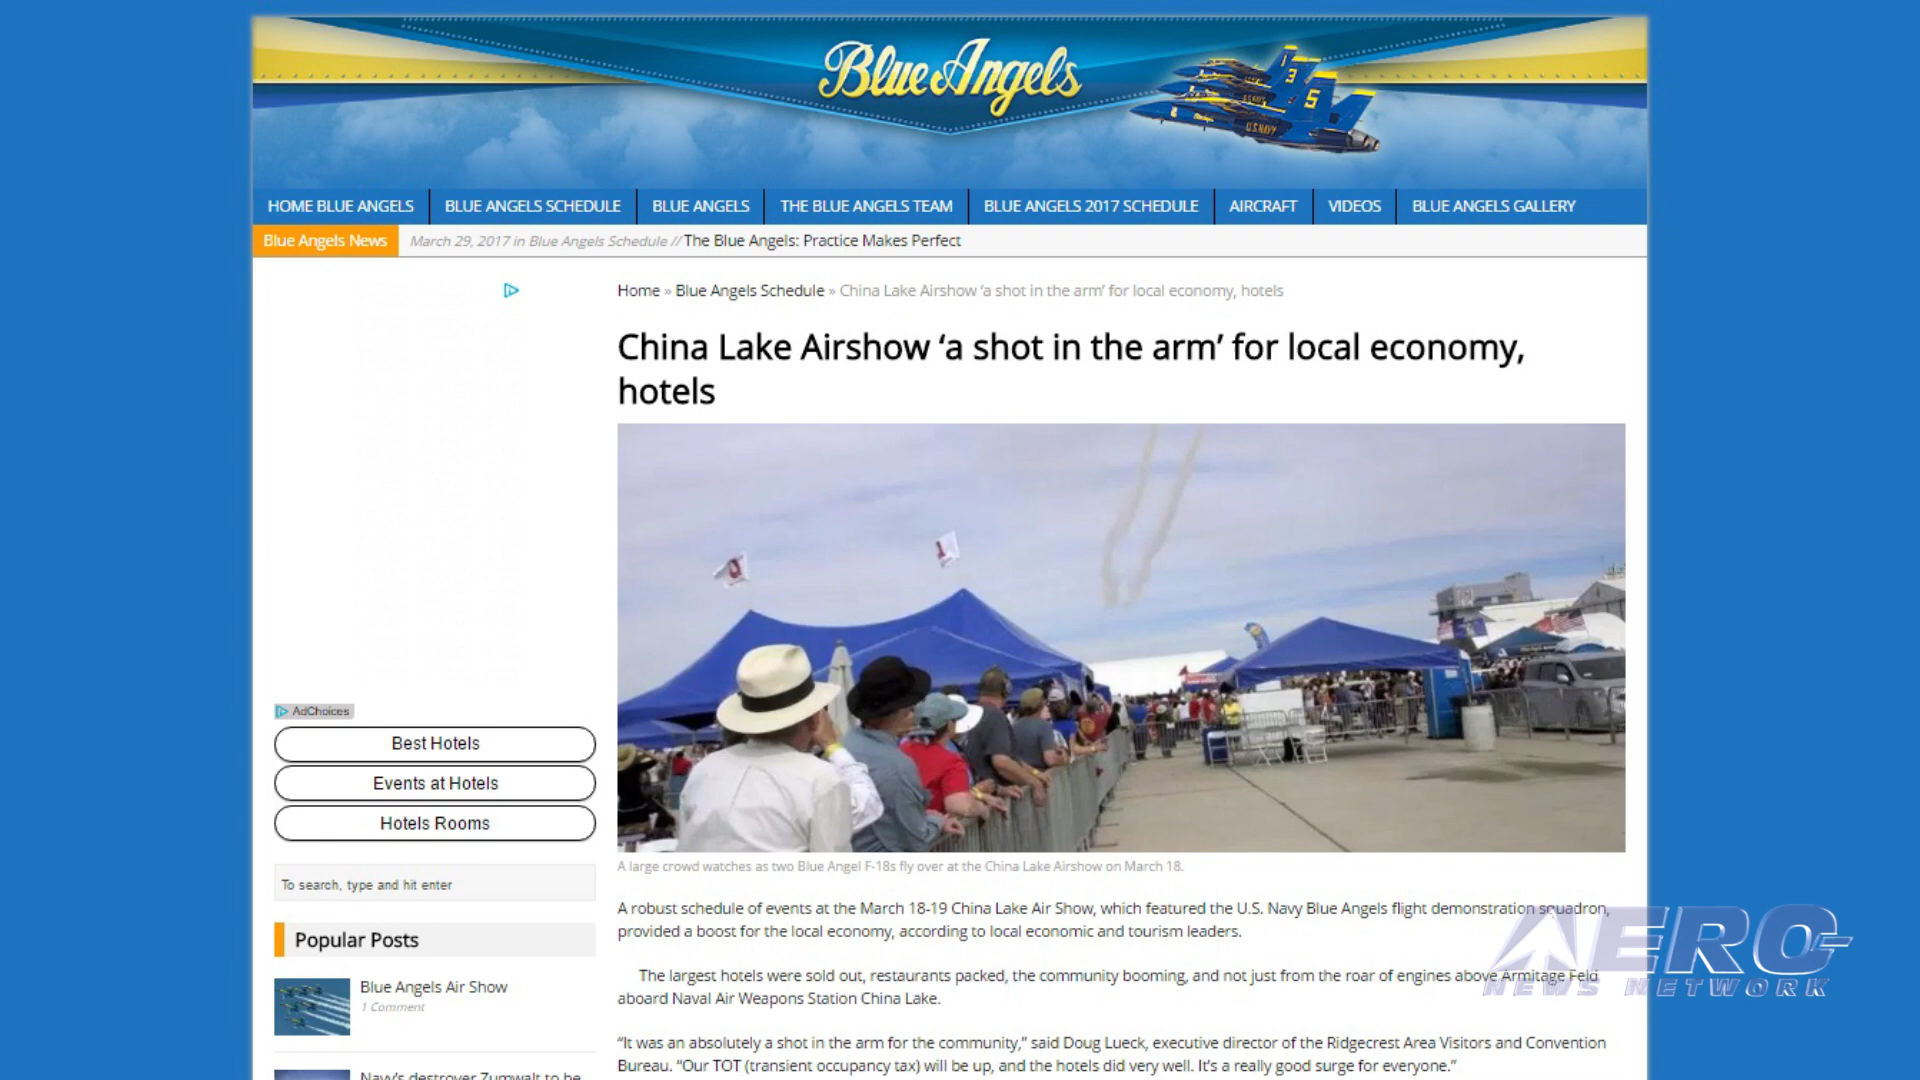 Blue Angels
1
3
5
U.S. NAVY
HOME BLUE ANGELS
BLUE ANGELS SCHEDULE
BLUE ANGELS
THE BLUE ANGELS TEAM
BLUE ANGELS 2017 SCHEDULE
AIRCRAFT
VIDEOS
BLUE ANGELS GALLERY
Blue Angels News
March 29, 2017 in Blue Angels Schedule // The Blue Angels: Practice Makes Perfect
Home » Blue Angels Schedule » China Lake Airshow ‘a shot in the arm’ for local economy, hotels
China Lake Airshow ‘a shot in the arm’ for local economy,
hotels
A large crowd watches as two Blue Angel F-18s fly over at the China Lake Airshow on March 18.
A robust schedule of events at the March 18-19 China Lake Air Show, which featured the U.S. Navy Blue Angels flight demonstration squadron,
provided a boost for the local economy, according to local economic and tourism leaders.
The largest hotels were sold out, restaurants packed, the community booming, and not just from the roar of engines above Armitage Feld
aboard Naval Air Weapons Station China Lake.
“It was an absolutely a shot in the arm for the community,” said Doug Lueck, executive director of the Ridgecrest Area Visitors and Convention
Bureau. “Our TOT (transient occupancy tax) will be up, and the hotels did very well. It’s a really good surge for everyone.”
AdChoices
Best Hotels
Events at Hotels
Hotels Rooms
To search, type and hit enter
Popular Posts
Blue Angels Air Show
1 Comment
Navy’s destroyer Zumwalt to be
AERO-
NEWS NETWORK